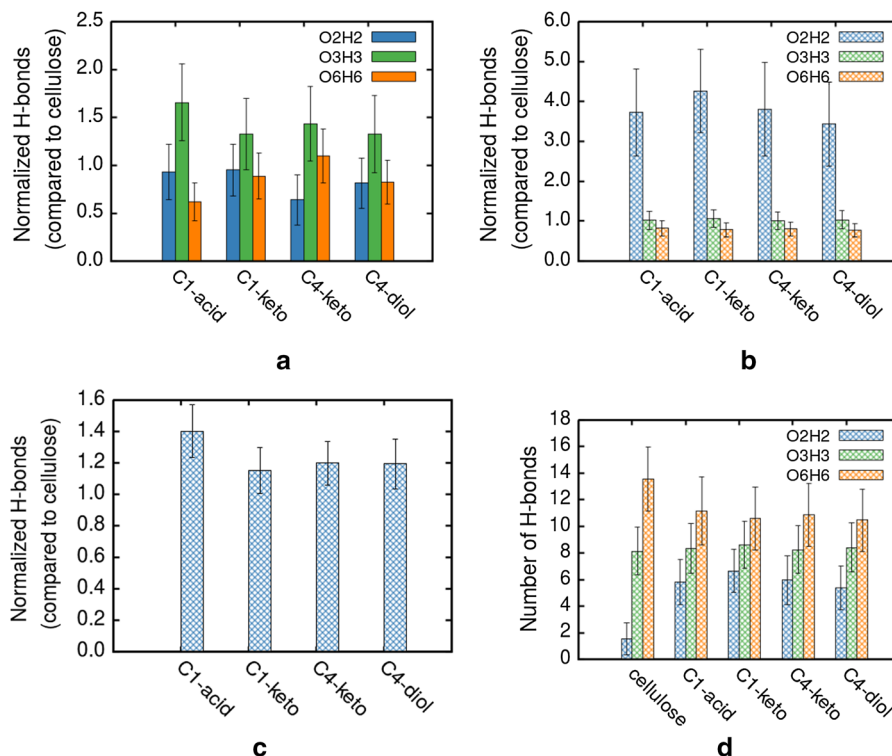 Normalized H-bonds
(compared to cellulose)
2.5
2.0
1.5
1.0
0.5
0.0
O2H2
O3H3
O6H6
C1-acid
C1-keto
C4-keto
C4-diol
a
Normalized H-bonds
(compared to cellulose)
6.0
5.0
4.0
3.0
2.0
1.0
0.0
O2H2
O3H3
O6H6
C1-acid
C1-keto
C4-keto
C4-diol
b
Normalized H-bonds
(compared to cellulose)
1.6
1.4
1.2
1.0
0.8
0.6
0.4
0.2
0.0
C1-acid
C1-keto
C4-keto
C4-diol
c
Number of H-bonds
18
16
14
12
10
8
6
4
2
0
O2H2
O3H3
O6H6
cellulose
C1-acid
C1-keto
C4-keto
C4-diol
d